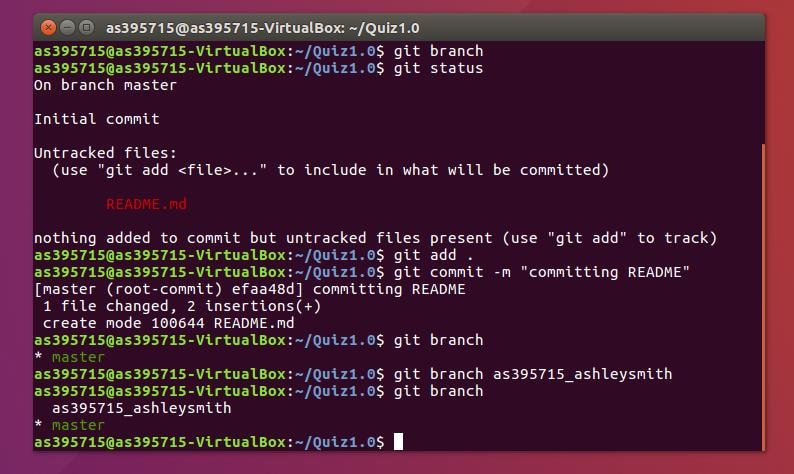 as395715@as395715-VirtualBox: ~/Quiz1.0
as395715@as395715-VirtualBox:~/Quiz1.0$ git branch
as395715@as395715-VirtualBox:~/Quiz1.0$ git status
On branch master
Initial commit
Untracked files:
  (use "git add <file>..." to include in what will be committed)
        README.md
nothing added to commit but untracked files present (use "git add" to track)
as395715@as395715-VirtualBox:~/Quiz1.0$ git add .
as395715@as395715-VirtualBox:~/Quiz1.0$ git commit -m "committing README"
[master (root-commit) efaa48d] committing README
 1 file changed, 2 insertions(+)
 create mode 100644 README.md
as395715@as395715-VirtualBox:~/Quiz1.0$ git branch
* master
as395715@as395715-VirtualBox:~/Quiz1.0$ git branch as395715_ashleysmith
as395715@as395715-VirtualBox:~/Quiz1.0$ git branch
  as395715_ashleysmith
* master
as395715@as395715-VirtualBox:~/Quiz1.0$